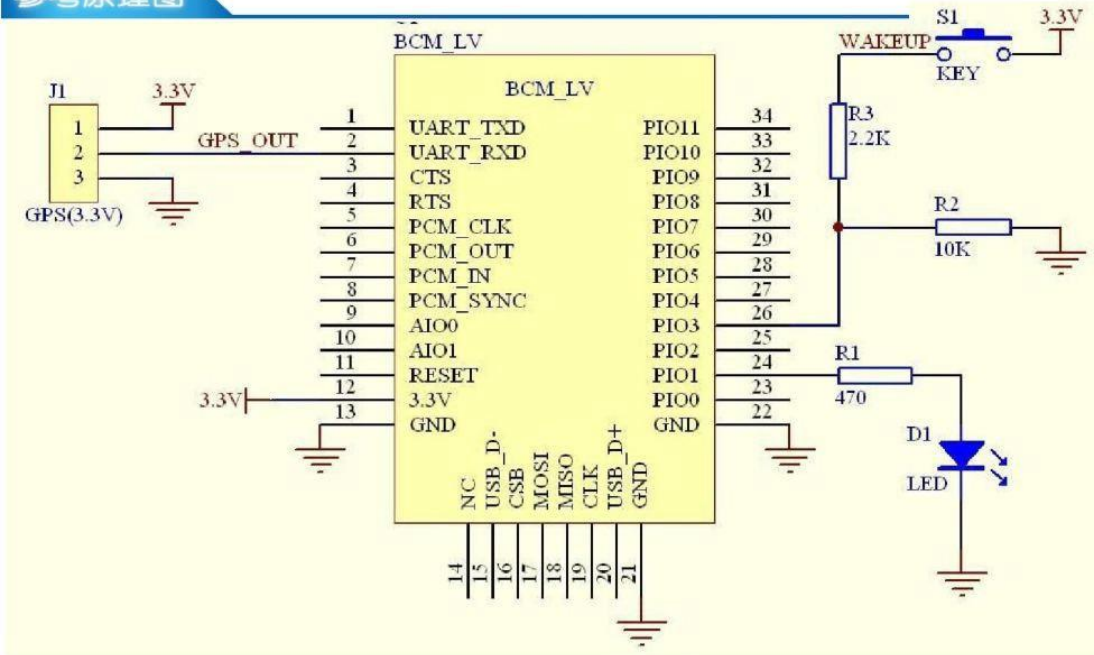 参考原理图
BCM_LV
BCM_LV
J1
3.3V
1
2
3
GPS_OUT
GPS(3.3V)
1 UART_TXD
2 UART_RXD
3 CTS
4 RTS
5 PCM_CLK
6 PCM_OUT
7 PCM_IN
8 PCM_SYNC
9 AIO0
10 AIO1
11 RESET
12 3.3V
13 GND
3.3V
PIO11 34
PIO10 33
PIO9 32
PIO8 31
PIO7 30
PIO6 29
PIO5 28
PIO4 27
PIO3 26
PIO2 25
PIO1 24
PIO0 23
GND 22
NC
USB_D-
CSB
MOSI
MISO
CLK
USB_D+
GND
14
15
16
17
18
19
20
21
S1
3.3V
WAKEUP
KEY
R3
2.2K
R2
10K
R1
470
D1
LED